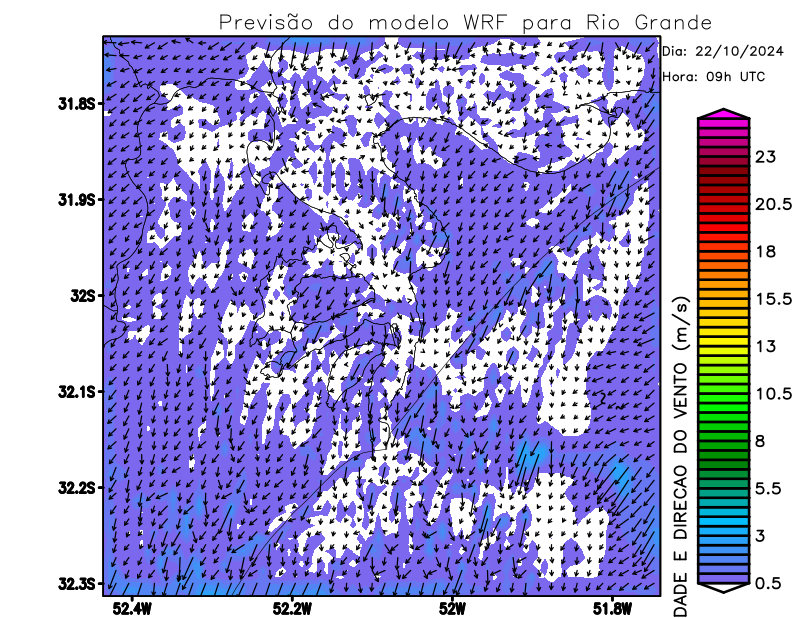 Previsão do modelo WRF para Rio Grande
Dia: 22/10/2024
Hora: 09h UTC
31.8S
31.9S
32S
32.1S
32.2S
32.3S
52.4W
52.2W
52W
51.8W
23
20.5
18
15.5
13
10.5
8
5.5
3
0.5
DADE E DIRECAO DO VENTO (m/s)